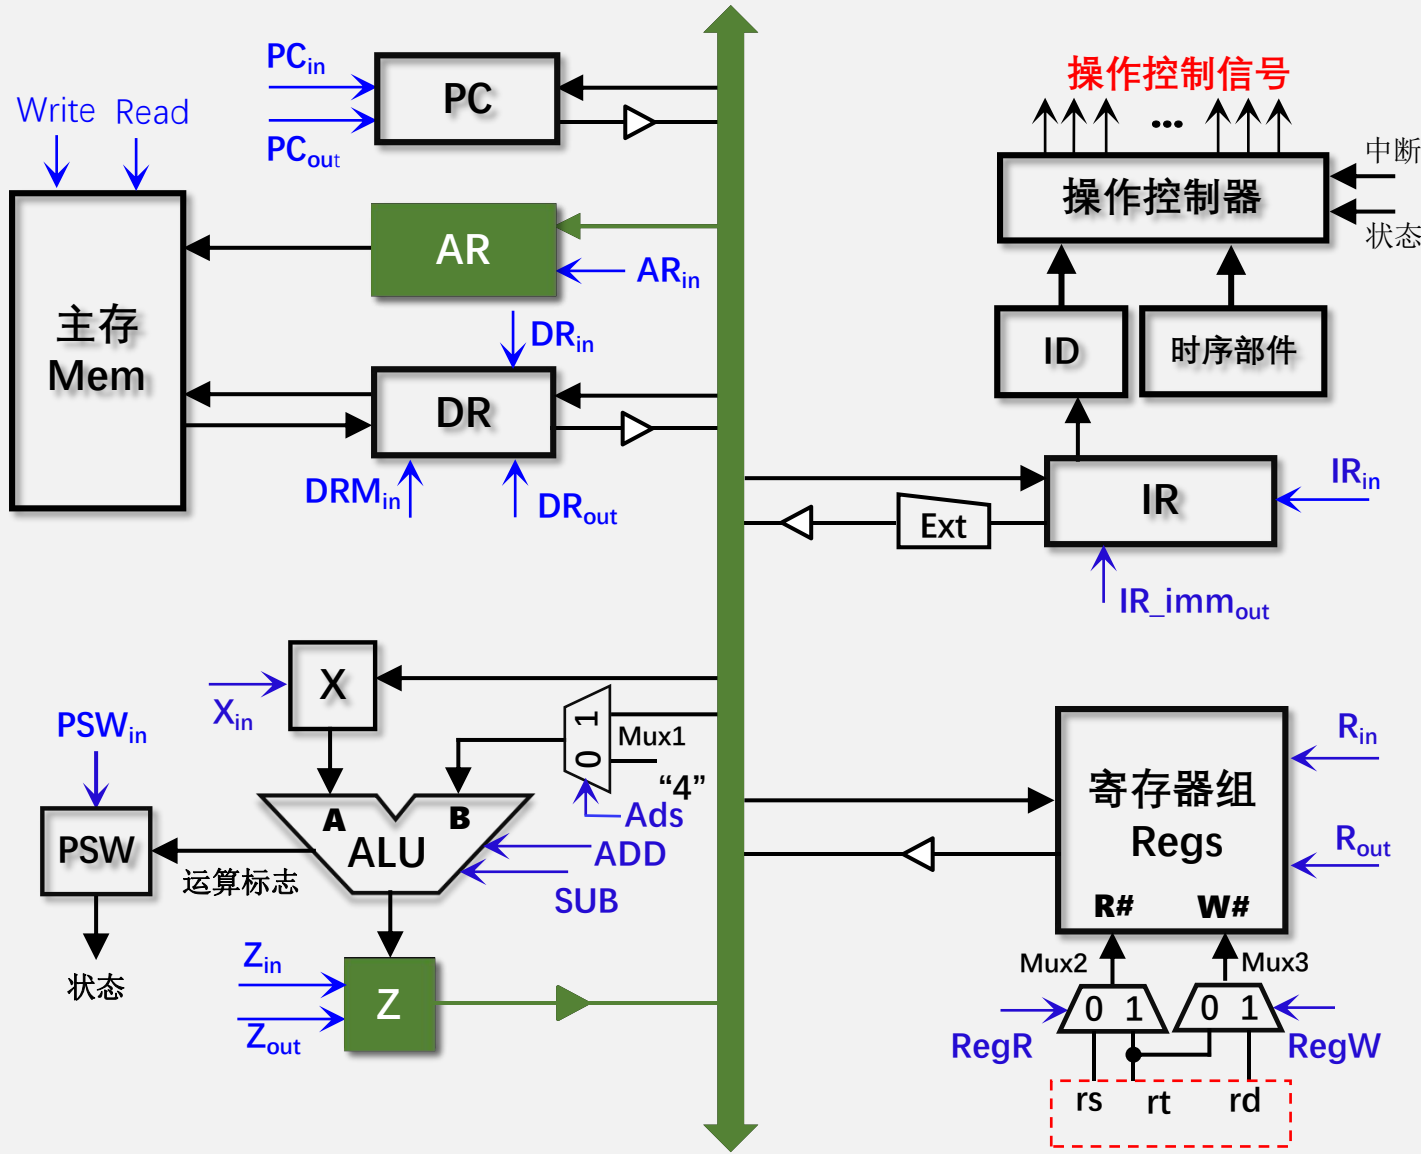 PCin
PCout
PC
Write
Read
主存
Mem
AR
ARin
DRin
DR
DRMin
DRout
操作控制信号
•••
操作控制器
中断
状态
ID
时序部件
IR
IRin
Ext
IR_immout
X
Xin
PSWin
PSW
运算标志
状态
1
0
Mux1
“4”
Ads
A
B
ALU
ADD
SUB
Zin
Zout
Z
寄存器组
Regs
Rin
Rout
R#
W#
Mux2
Mux3
0 1
0 1
RegR
RegW
rs
rt
rd